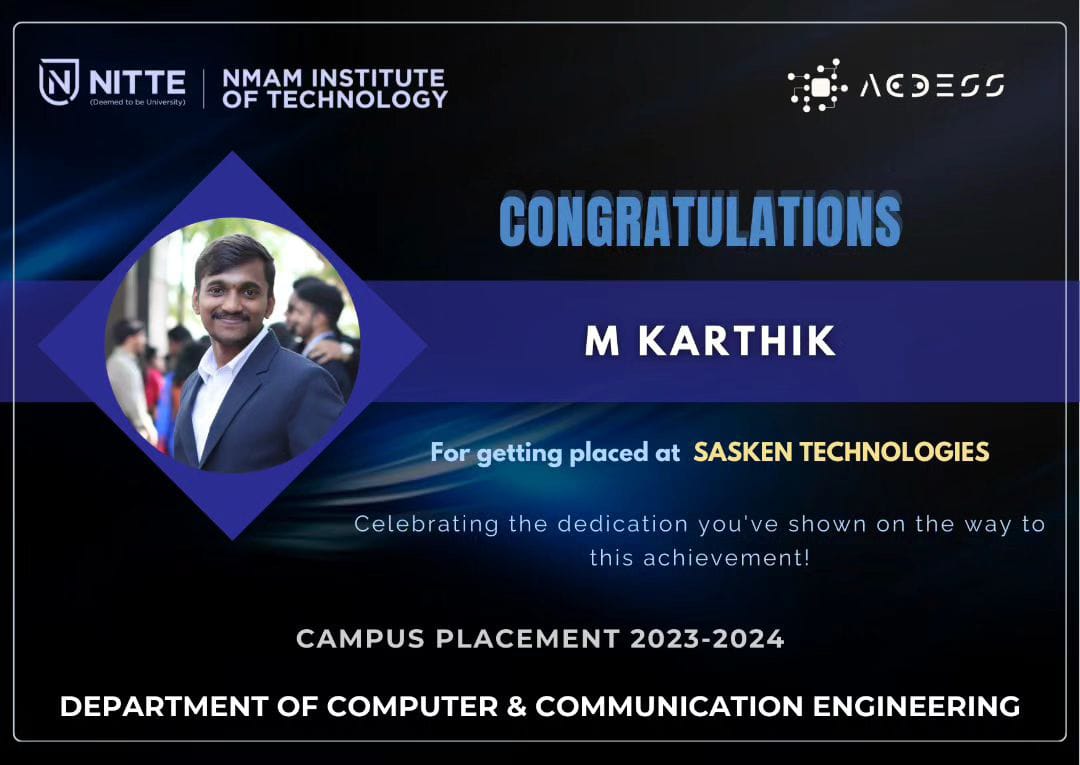 NITTE
(Deemed to be University)
NMAM INSTITUTE
OF TECHNOLOGY
ACDESS
CONGRATULATIONS
M KARTHIK
For getting placed at SASKEN TECHNOLOGIES
Celebrating the dedication you've shown on the way to
this achievement!
CAMPUS PLACEMENT 2023-2024
DEPARTMENT OF COMPUTER & COMMUNICATION ENGINEERING